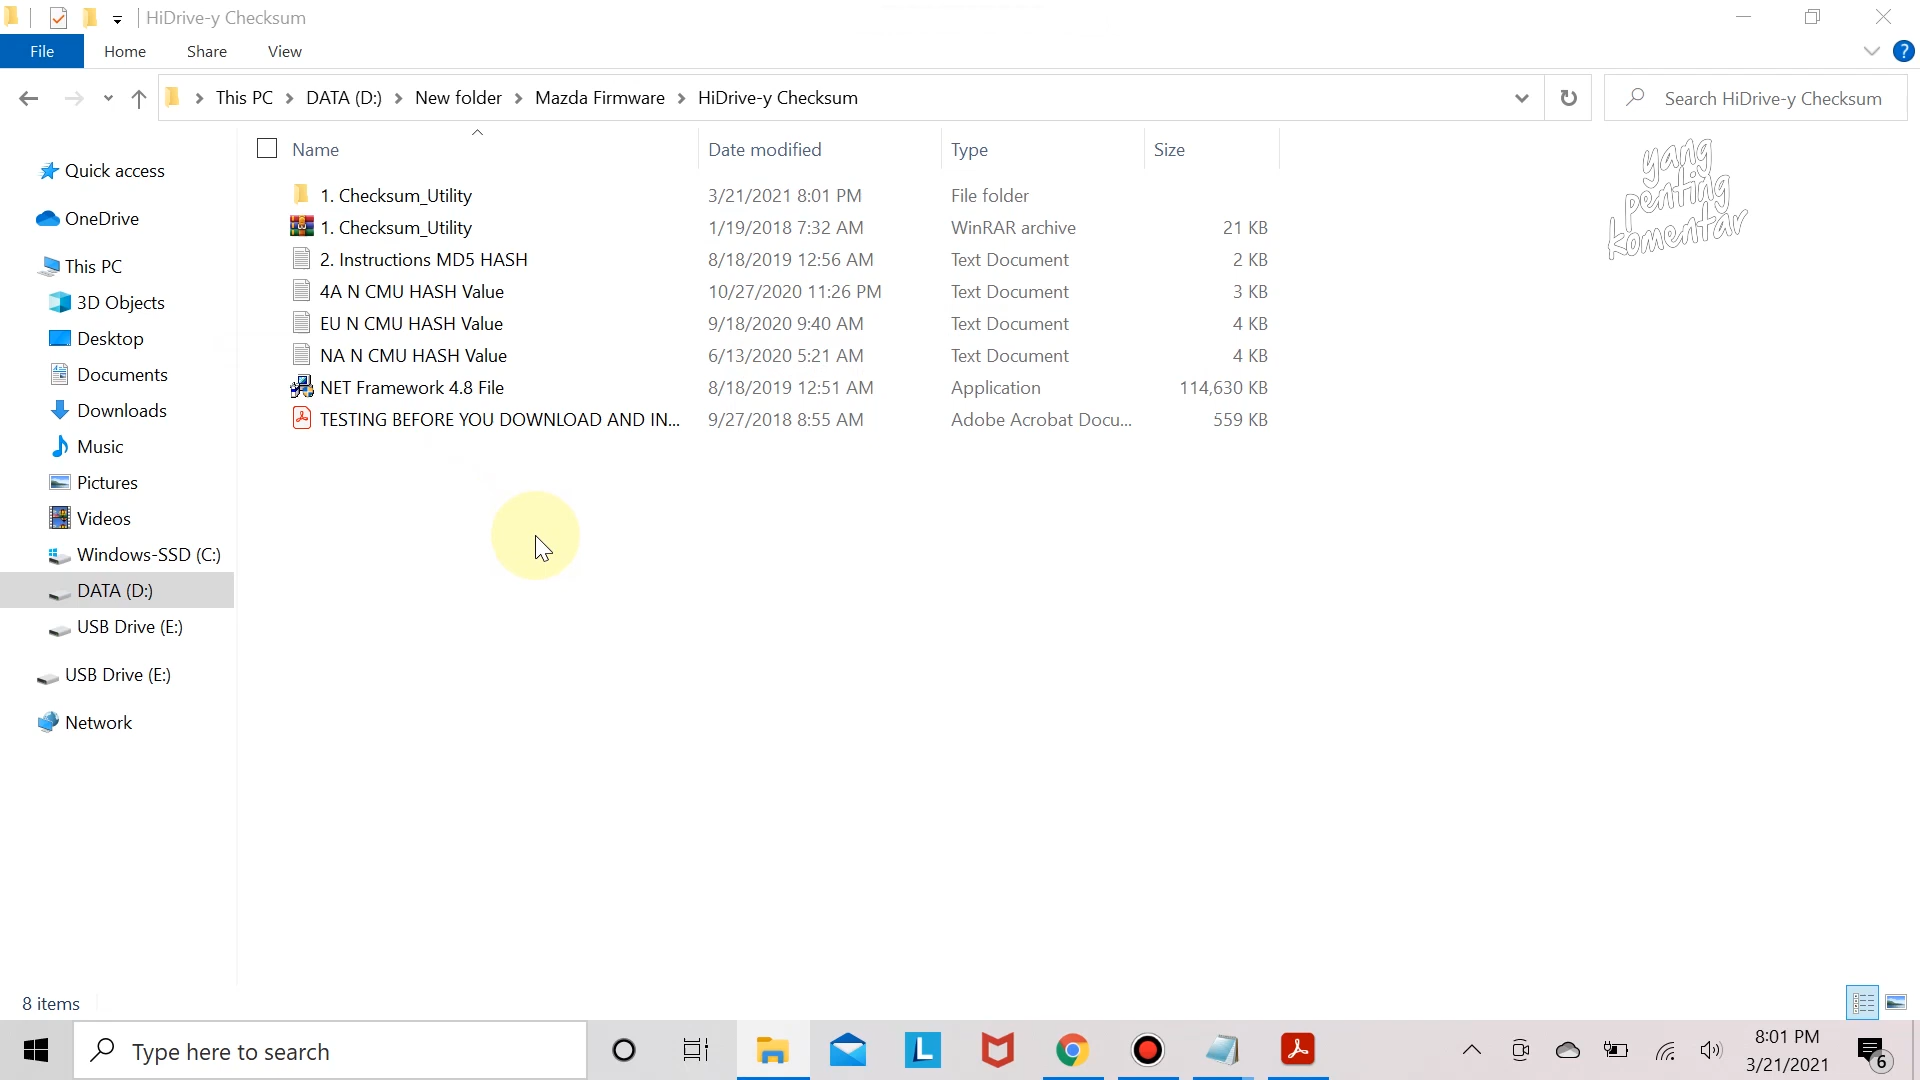 HiDrive-y Checksum
File Home Share View
This PC DATA (D:) New folder Mazda Firmware HiDrive-y Checksum
Search HiDrive-y Checksum
Name Date modified Type Size
1. Checksum_Utility 3/21/2021 8:01 PM File folder
1. Checksum_Utility 1/19/2018 7:32 AM WinRAR archive 21 KB
2. Instructions MD5 HASH 8/18/2019 12:56 AM Text Document 2 KB
4A N CMU HASH Value 10/27/2020 11:26 PM Text Document 3 KB
EU N CMU HASH Value 9/18/2020 9:40 AM Text Document 4 KB
NA N CMU HASH Value 6/13/2020 5:21 AM Text Document 4 KB
NET Framework 4.8 File 8/18/2019 12:51 AM Application 114,630 KB
TESTING BEFORE YOU DOWNLOAD AND IN... 9/27/2018 8:55 AM Adobe Acrobat Docu... 559 KB
yang
penting
komentar
Quick access
OneDrive
This PC
3D Objects
Desktop
Documents
Downloads
Music
Pictures
Videos
Windows-SSD (C:)
DATA (D:)
USB Drive (E:)
USB Drive (E:)
Network
8 items
Type here to search
L
8:01 PM
3/21/2021
6